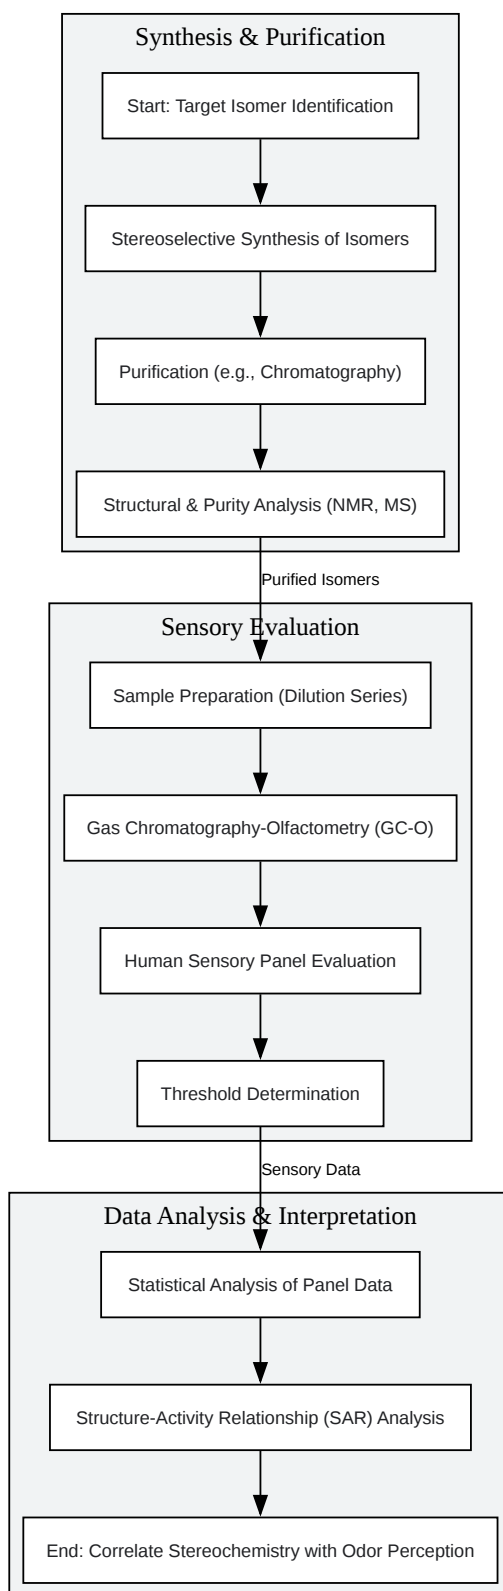 Synthesis & Purification
Start: Target Isomer Identification
Stereoselective Synthesis of Isomers
Purification (e.g., Chromatography)
Structural & Purity Analysis (NMR, MS)
Purified Isomers
Sensory Evaluation
Sample Preparation (Dilution Series)
Gas Chromatography-Olfactometry (GC-O)
Human Sensory Panel Evaluation
Threshold Determination
Sensory Data
Data Analysis & Interpretation
Statistical Analysis of Panel Data
Structure-Activity Relationship (SAR) Analysis
End: Correlate Stereochemistry with Odor Perception